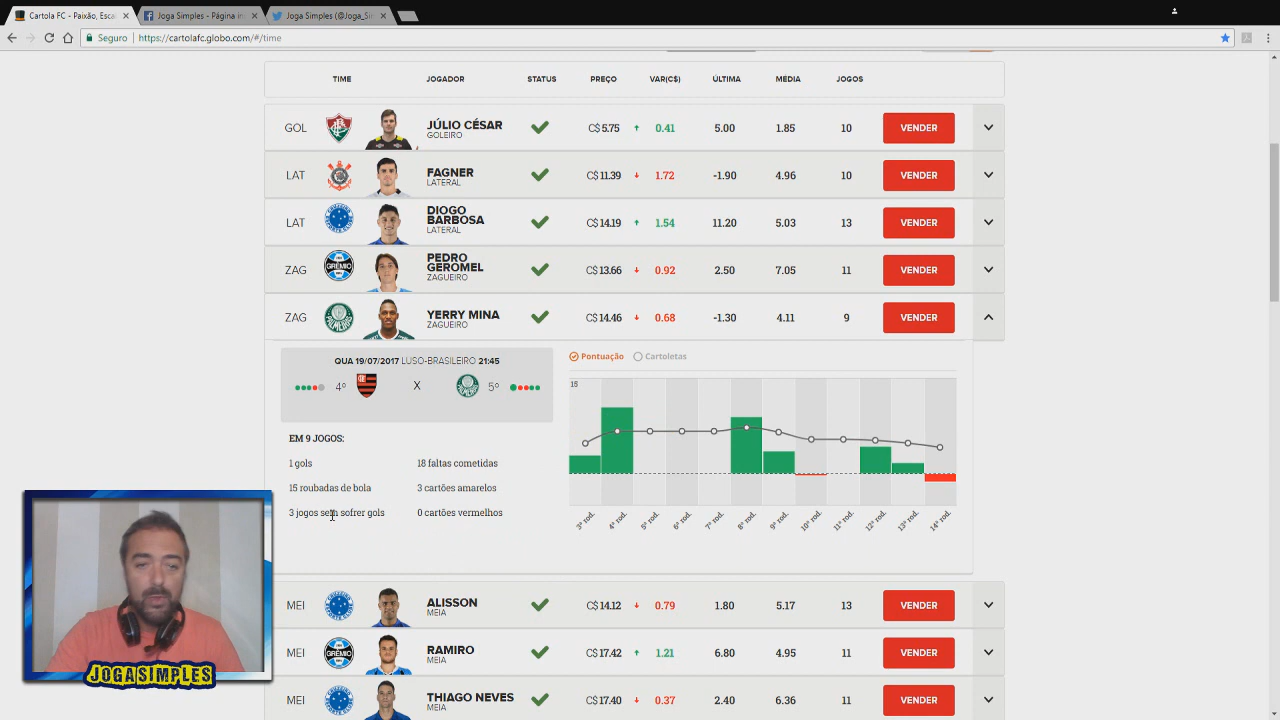 Cartola FC - Paixão, Esca
Joga Simples - Página in
Joga Simples (@Joga_Sim
Seguro https://cartolafc.globo.com/#/time
TIME JOGADOR STATUS PREÇO VAR(C$) ÚLTIMA MÉDIA JOGOS
GOL JÚLIO CÉSAR GOLEIRO C$ 5.75 0.41 5.00 1.85 10 VENDER
LAT FAGNER LATERAL C$ 11.39 1.72 -1.90 4.96 10 VENDER
LAT DIOGO BARBOSA LATERAL C$ 14.19 1.54 11.20 5.03 13 VENDER
ZAG PEDRO GEROMEL ZAGUEIRO C$ 13.66 0.92 2.50 7.05 11 VENDER
ZAG YERRY MINA ZAGUEIRO C$ 14.46 0.68 -1.30 4.11 9 VENDER
QUA 19/07/2017 LUSO-BRASILEIRO 21:45
4º X 5º
EM 9 JOGOS:
1 gols 18 faltas cometidas
15 roubadas de bola 3 cartões amarelos
3 jogos sem sofrer gols 0 cartões vermelhos
Pontuação Cartoletas
15
3ª rod. 4ª rod. 5ª rod. 6ª rod. 7ª rod. 8ª rod. 9ª rod. 10ª rod. 11ª rod. 12ª rod. 13ª rod. 14ª rod.
MEI ALISSON MEIA C$ 14.12 0.79 1.80 5.17 13 VENDER
MEI RAMIRO MEIA C$ 17.42 1.21 6.80 4.95 11 VENDER
MEI THIAGO NEVES MEIA C$ 17.40 0.37 2.40 6.36 11 VENDER
JOGA SIMPLES